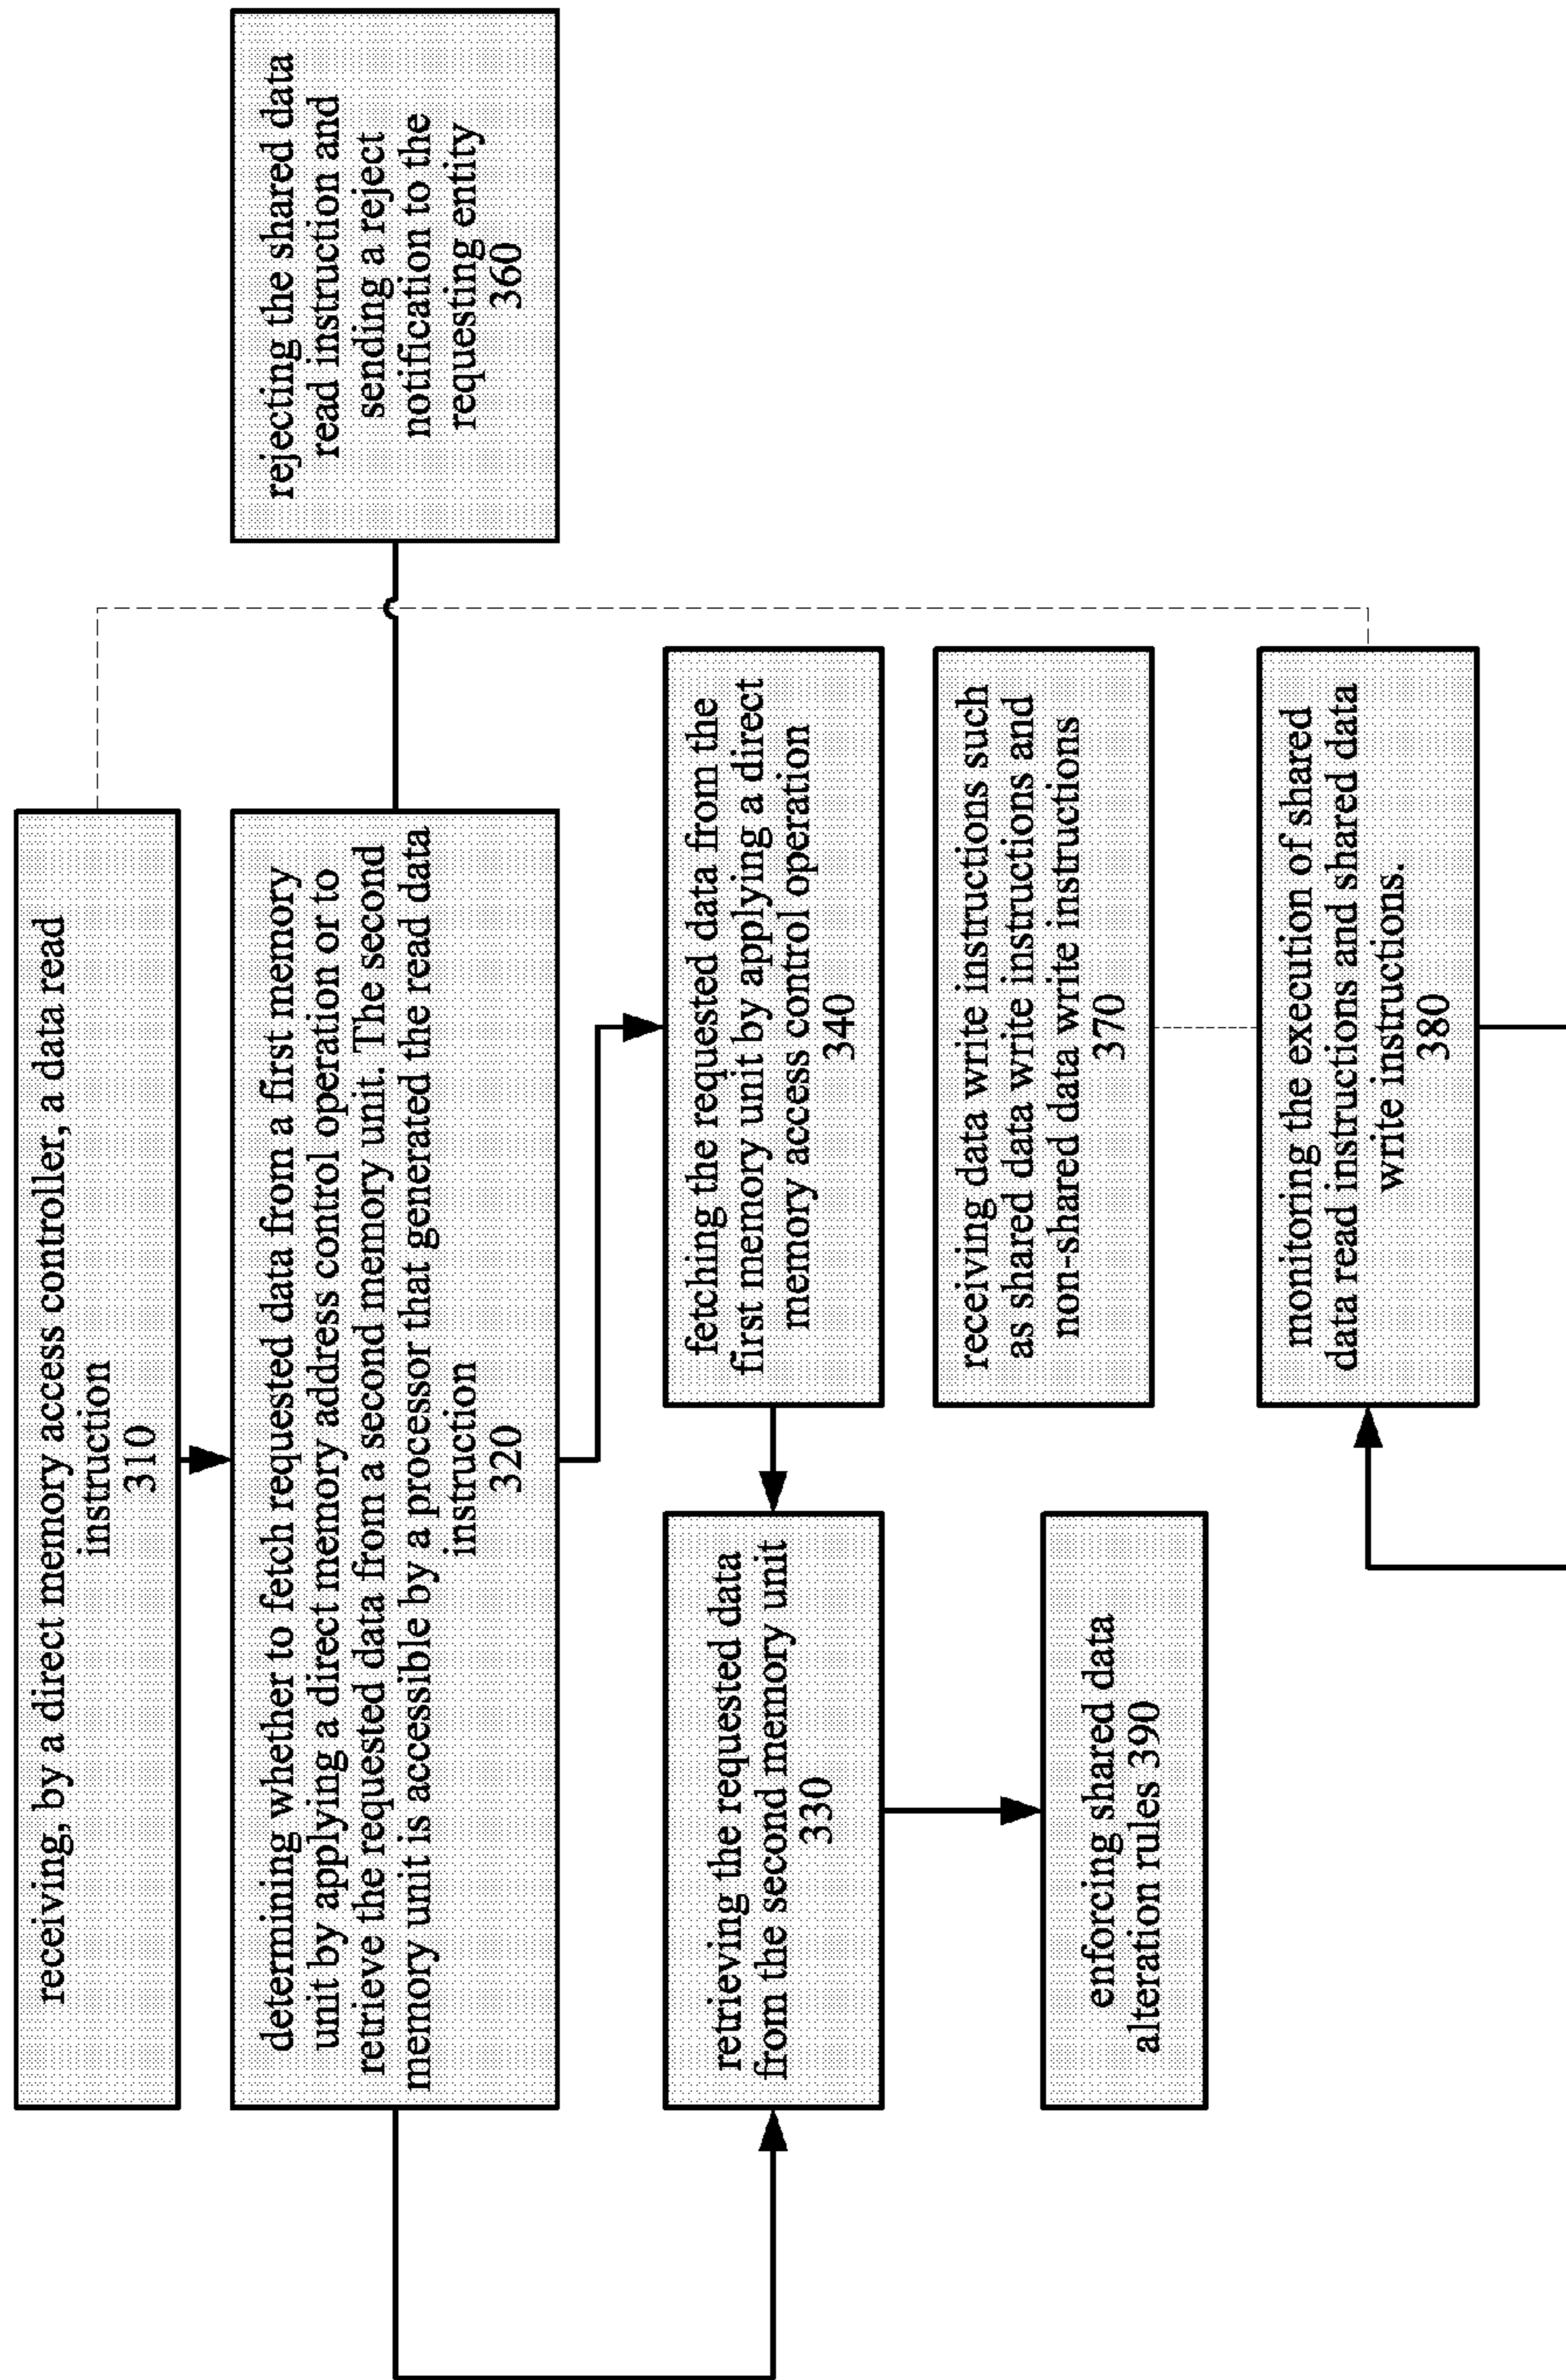 receiving, by a direct memory access controller, a data read
instruction
310
determining whether to fetch requested data from a first memory
unit by applying a direct memory address control operation or to
retrieve the requested data from a second memory unit. The second
memory unit is accessible by a processor that generated the read data
instruction
320
rejecting the shared data
read instruction and
sending a reject
notification to the
requesting entity
360
retrieving the requested data
from the second memory unit
330
fetching the requested data from the
first memory unit by applying a direct
memory access control operation
340
enforcing shared data
alteration rules 390
receiving data write instructions such
as shared data write instructions and
non-shared data write instructions
370
monitoring the execution of shared
data read instructions and shared data
write instructions.
380